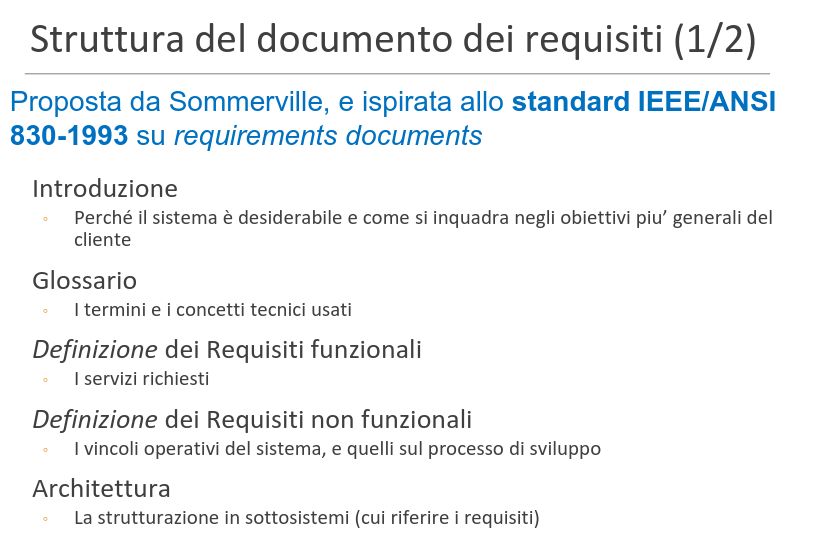 Struttura del documento dei requisiti (1/2)
Proposta da Sommerville, e ispirata allo standard IEEE/ANSI
830-1993 su requirements documents
Introduzione
◦ Perché il sistema è desiderabile e come si inquadra negli obiettivi piu’ generali del
cliente
Glossario
◦ I termini e i concetti tecnici usati
Definizione dei Requisiti funzionali
◦ I servizi richiesti
Definizione dei Requisiti non funzionali
◦ I vincoli operativi del sistema, e quelli sul processo di sviluppo
Architettura
◦ La strutturazione in sottosistemi (cui riferire i requisiti)